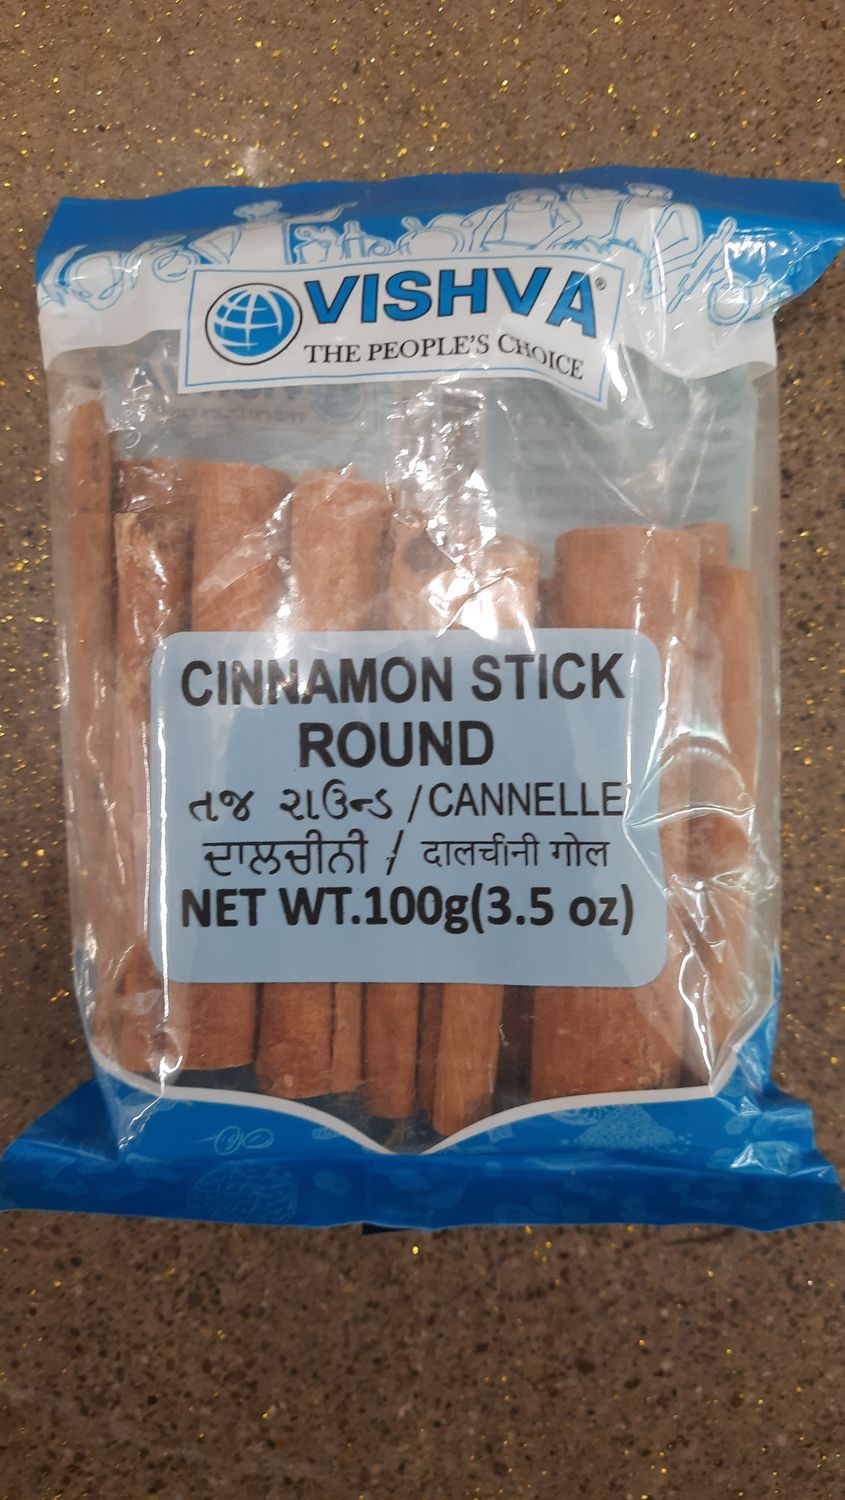 VISHVA®
THE PEOPLE'S CHOICE
CINNAMON STICK
ROUND
તજ રાઉન્ડ /CANNELLE
ਦਾਲਚੀਨੀ / दालचीनी गोल
NET WT.100g(3.5 oz)